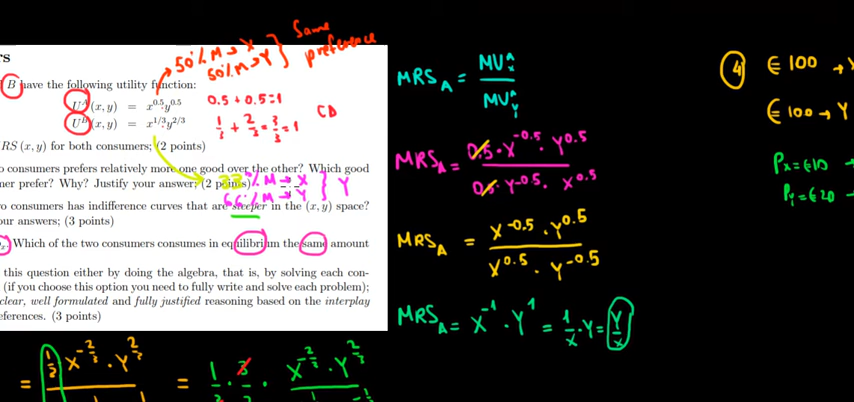 rs
B have the following utility function:
U^A(x, y) = x^0.5 y^0.5
U^B(x, y) = x^1/3 y^2/3
RS (x, y) for both consumers; (2 points)
o consumers prefers relatively more one good over the other? Which good
mer prefer? Why? Justify your answer; (2 points)
o consumers has indifference curves that are steeper in the (x, y) space?
our answers; (3 points)
Which of the two consumers consumes in equilibrium the same amount
this question either by doing the algebra, that is, by solving each con-
(if you choose this option you need to fully write and solve each problem);
clear, well formulated and fully justified reasoning based on the interplay
eferences. (3 points)
50% M → X
50% M → Y
Same
preference
0.5 + 0.5 = 1
1/3 + 2/3 = 3/3 = 1
CD
33% M → X
66% M → Y
Y
= 1/3 X^-2/3 · Y^2/3
= 1/3 · 3/2 · X^-2/3 · Y^2/3
MRS_A = MU_X^A / MU_Y^A
MRS_A = 0.5 · X^-0.5 · Y^0.5 / 0.5 · Y^-0.5 · X^0.5
MRS_A = X^-0.5 · Y^0.5 / X^0.5 · Y^-0.5
MRS_A = X^-1 · Y^1 = 1/X · Y = Y/X
4
€100 →
€100 → Y
Px = €10
Py = €20